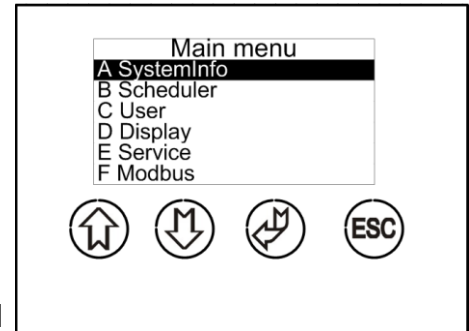 Main menu
A SystemInfo
B Scheduler
C User
D Display
E Service
F Modbus
ESC